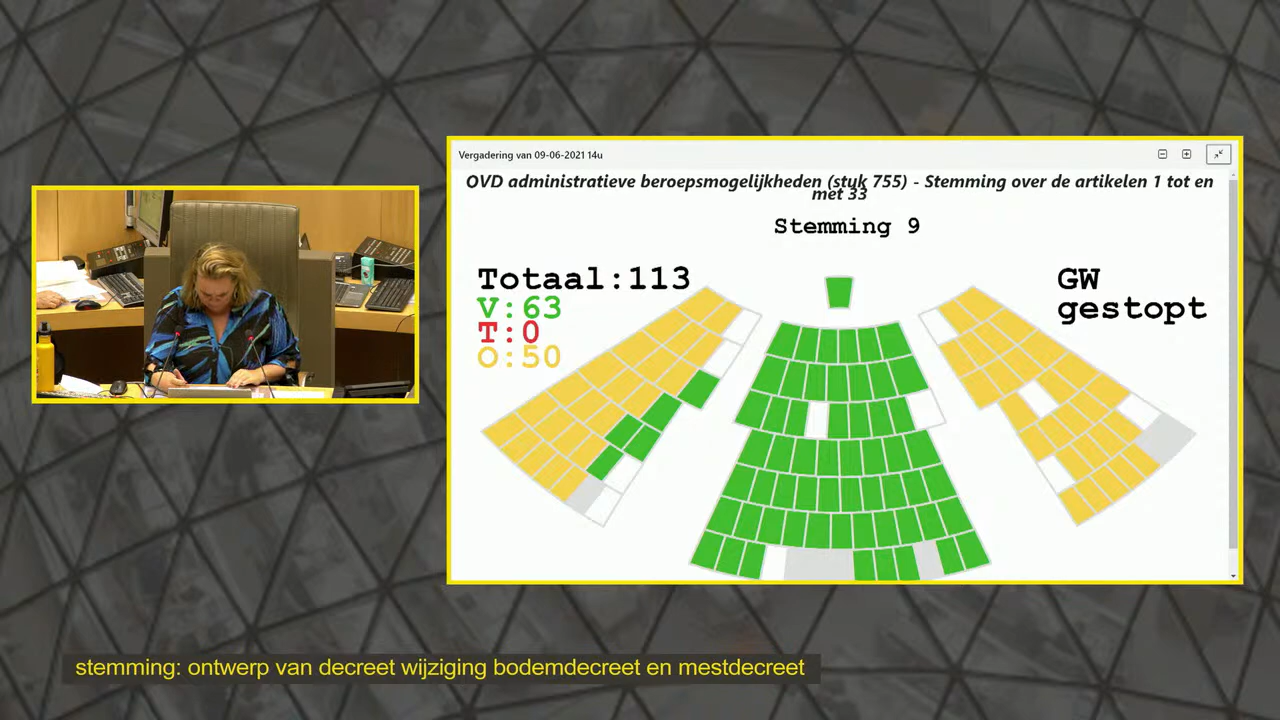 Vergadering van 09-06-2021 14u
OVD administratieve beroepsmogelijkheden (stuk 755) - Stemming over de artikelen 1 tot en
met 33
Stemming 9
Totaal:113
V:63
T:0
O:50
GW
gestopt
stemming: ontwerp van decreet wijziging bodemdecreet en mestdecreet